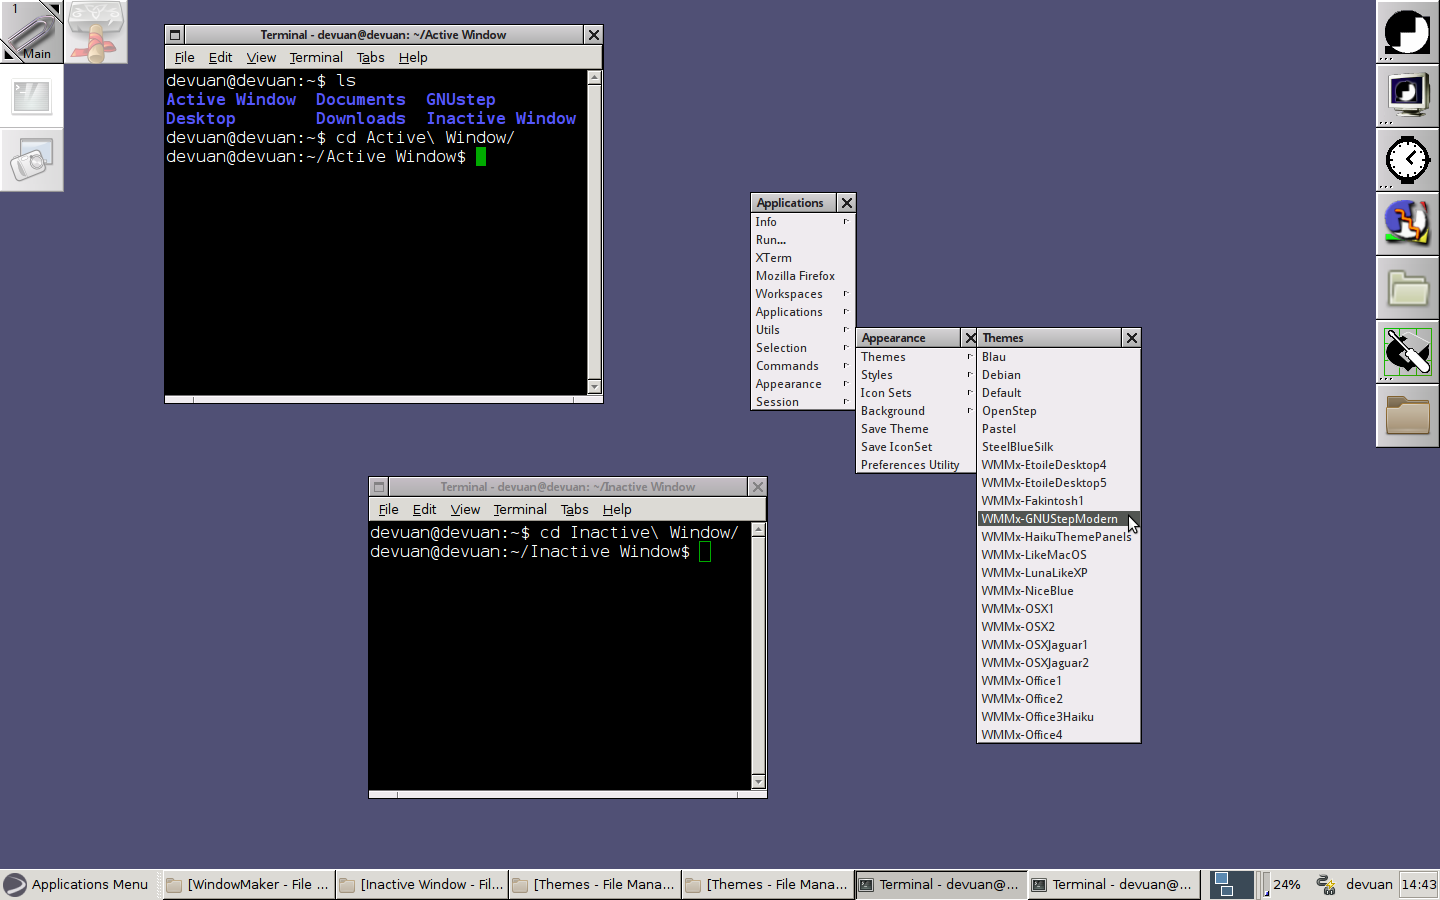 1
Main
Terminal - devuan@devuan: ~/Active Window
File Edit View Terminal Tabs Help
devuan@devuan:~$ ls
Active Window Documents GNUstep
Desktop Downloads Inactive Window
devuan@devuan:~$ cd Active\ Window/
devuan@devuan:~/Active Window$
Applications
Info
Run...
XTerm
Mozilla Firefox
Workspaces
Applications
Utils
Selection
Commands
Appearance
Session
Appearance
Themes
Styles
Icon Sets
Background
Save Theme
Save IconSet
Preferences Utility
Themes
Blau
Debian
Default
OpenStep
Pastel
SteelBlueSilk
WMMx-EtoileDesktop4
WMMx-EtoileDesktop5
WMMx-Fakintosh1
WMMx-GNUStepModern
WMMx-HaikuThemePanels
WMMx-LikeMacOS
WMMx-LunaLikeXP
WMMx-NiceBlue
WMMx-OSX1
WMMx-OSX2
WMMx-OSXJaguar1
WMMx-OSXJaguar2
WMMx-Office1
WMMx-Office2
WMMx-Office3Haiku
WMMx-Office4
Terminal - devuan@devuan: ~/Inactive Window
File Edit View Terminal Tabs Help
devuan@devuan:~$ cd Inactive\ Window/
devuan@devuan:~/Inactive Window$
Applications Menu [WindowMaker - File ... [Inactive Window - Fil... [Themes - File Mana... [Themes - File Mana... Terminal - devuan@... Terminal - devuan@... 24% devuan 14:43